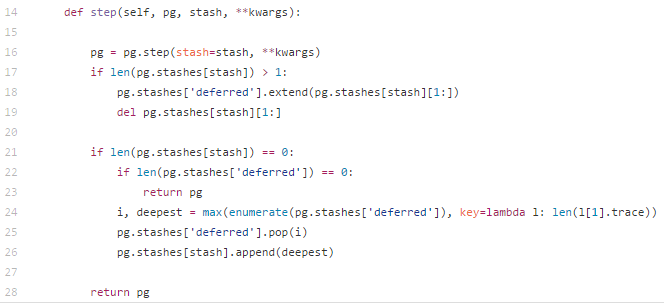 14 def step(self, pg, stash, **kwargs):
15
16 pg = pg.step(stash=stash, **kwargs)
17 if len(pg.stashes[stash]) > 1:
18 pg.stashes['deferred'].extend(pg.stashes[stash][1:])
19 del pg.stashes[stash][1:]
20
21 if len(pg.stashes[stash]) == 0:
22 if len(pg.stashes['deferred']) == 0:
23 return pg
24 i, deepest = max(enumerate(pg.stashes['deferred']), key=lambda l: len(l[1].trace))
25 pg.stashes['deferred'].pop(i)
26 pg.stashes[stash].append(deepest)
27
28 return pg